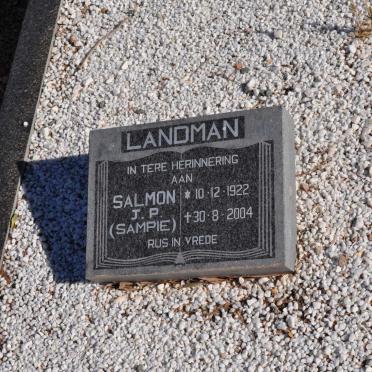 LANDMAN
IN TERE HERINNERING
AAN
SALMON * 10·12·1922
J.P.
(SAMPIE) †30·8·2004
RUS IN VREDE